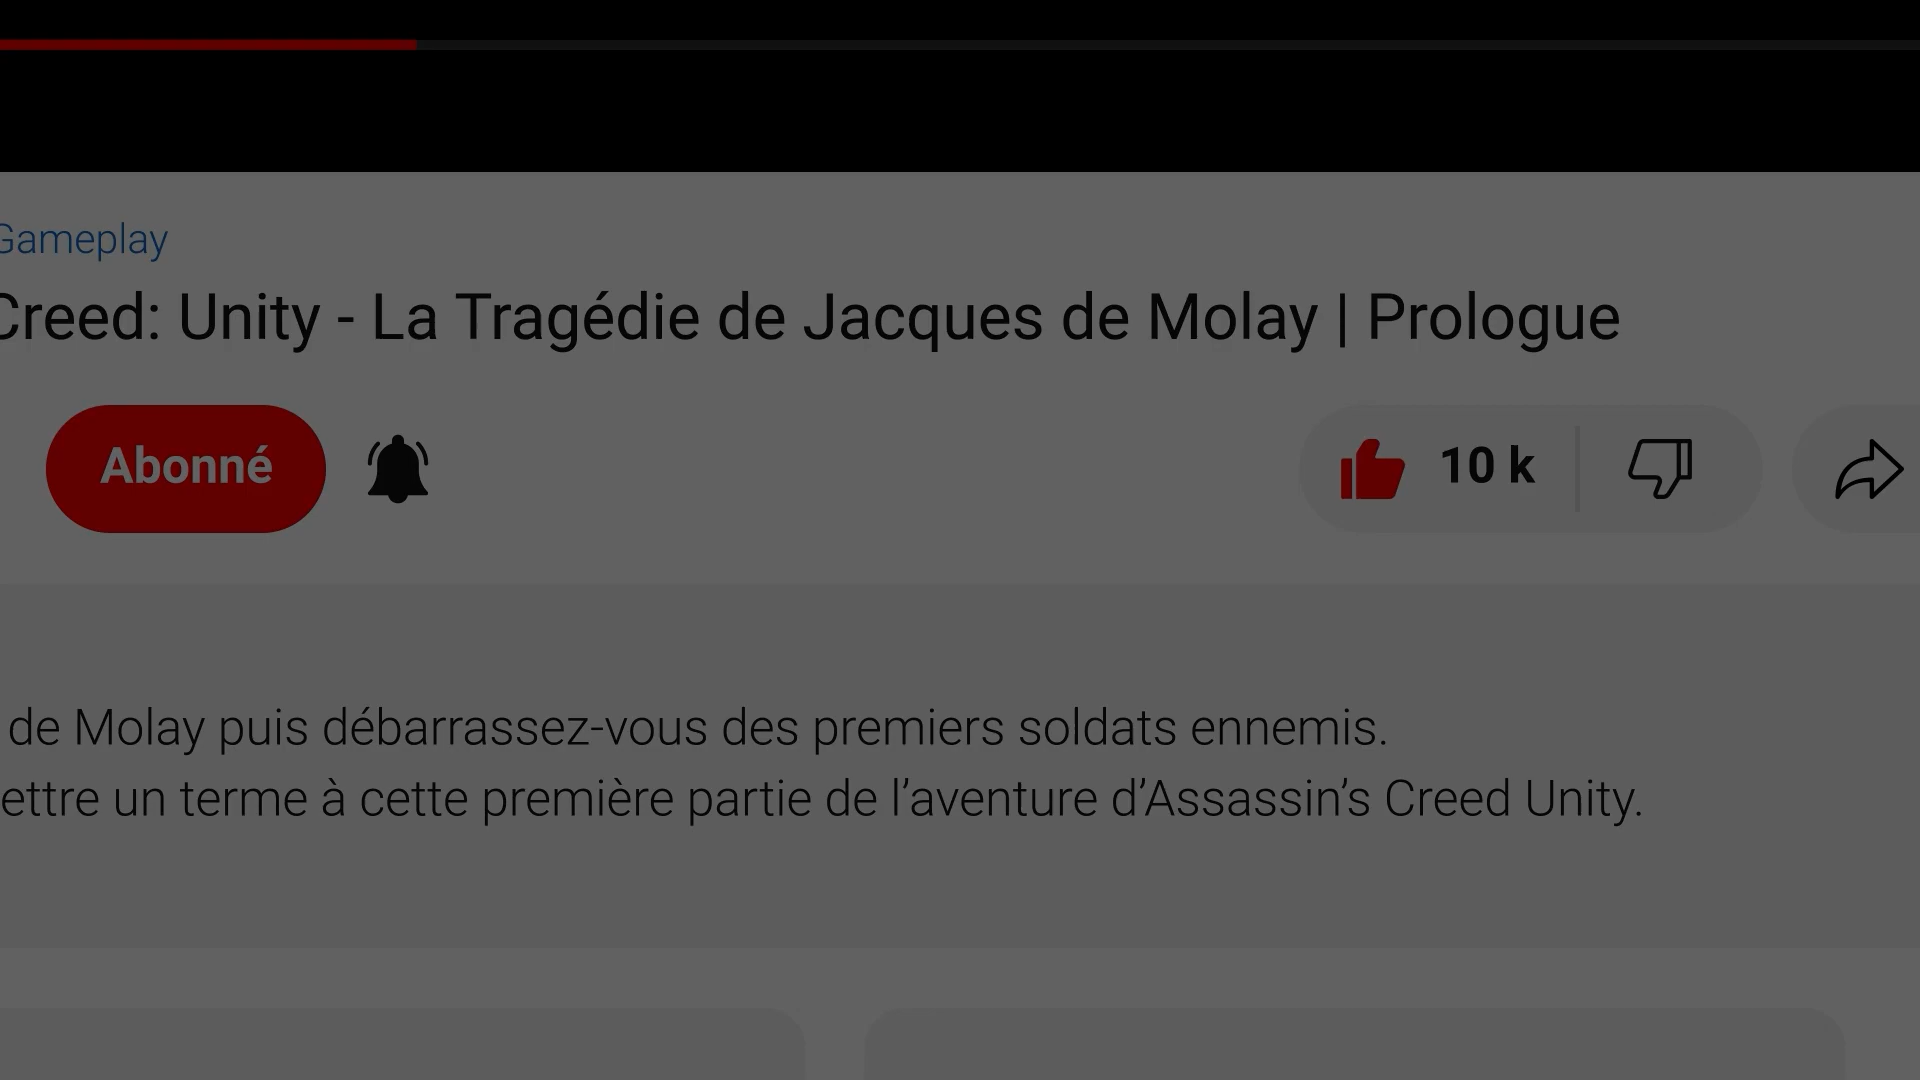 Gameplay
Creed: Unity - La Tragédie de Jacques de Molay | Prologue
Abonné
10 k
de Molay puis débarrassez-vous des premiers soldats ennemis.
ettre un terme à cette première partie de l’aventure d’Assassin’s Creed Unity.